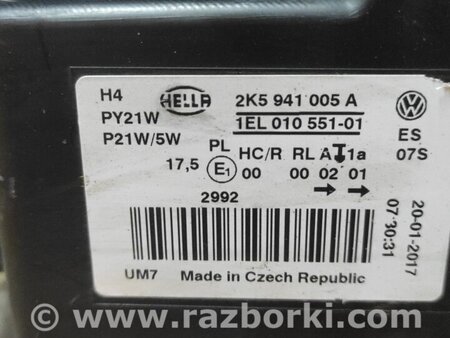 H4
HELLA
2K5 941 005 A
PY21W
1EL 010 551-01
P21W/5W
ES
07S
PL
HC/R RL A 1a
17,5
E1
00 00 02 01
2992
20-01-2017
07:30:31
UM7 Made in Czech Republic
© www.razborki.com